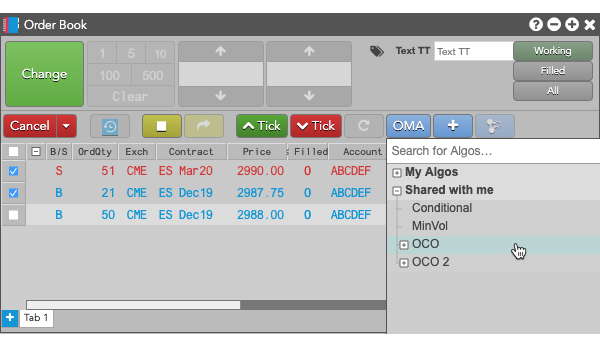 Order Book
Change
1 5 10
100 500
Clear
Text TT Text TT
Working
Filled
All
Cancel Tick Tick C OMA +
B/S OrdQty Exch Contract Price Filled Account
S 51 CME ES Mar20 2990.00 0 ABCDEF
B 21 CME ES Dec19 2987.75 0 ABCDEF
B 50 CME ES Dec19 2988.00 0 ABCDEF
Search for Algos...
My Algos
Shared with me
Conditional
MinVol
OCO
OCO 2
+ Tab 1